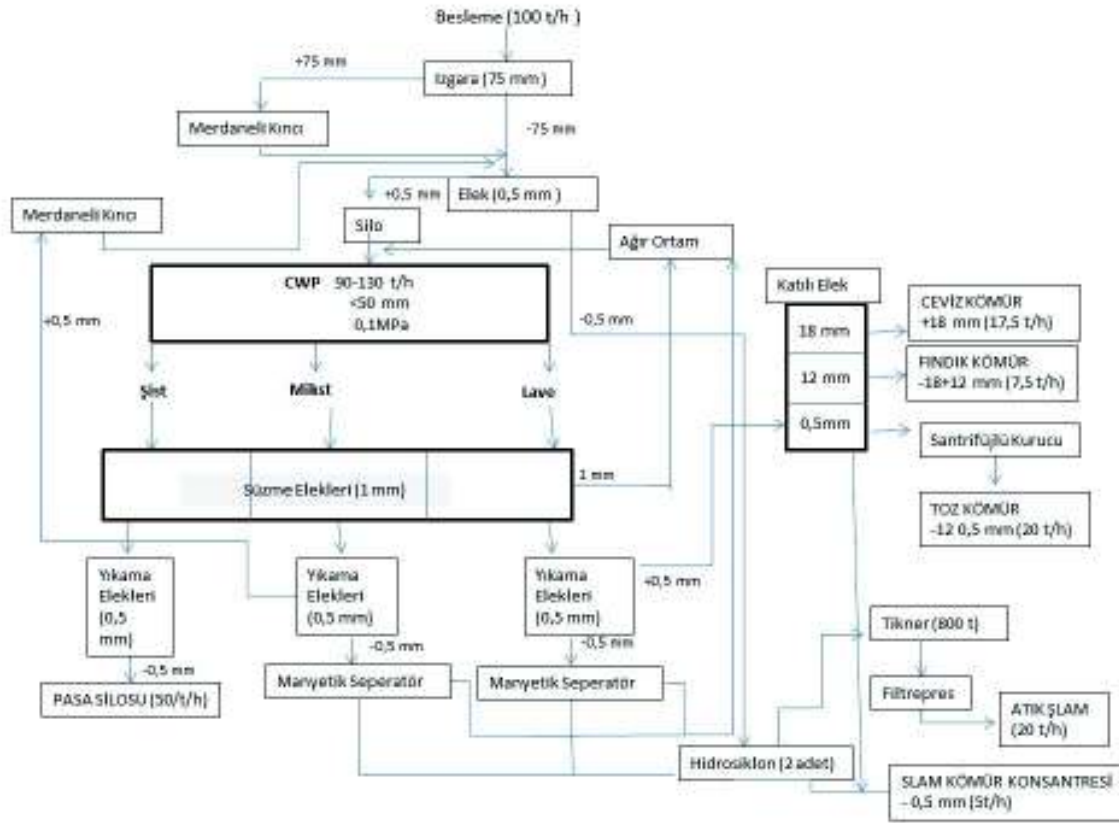 Besleme (100 t/h )
+75 mm
Izgara (75 mm )
Merdaneli Kırıcı
-75 mm
+0,5 mm
Elek (0,5 mm )
Merdaneli Kırıcı
Silo
Ağır Ortam
CWP 90-130 t/h
<50 mm
0,1MPa
+0,5 mm
-0,5 mm
Katılı Elek
18 mm
12 mm
0,5mm
CEVİZ KÖMÜR
+18 mm (17,5 t/h)
FINDIK KÖMÜR
-18+12 mm (7,5 t/h)
Santrifüjlü Kurucu
TOZ KÖMÜR
-12 0,5 mm (20 t/h)
Şist
Mikst
Lave
Süzme Elekleri (1 mm)
1 mm
Yıkama
Elekleri
(0,5
mm)
Yıkama
Elekleri
(0,5 mm)
Yıkama
Elekleri
(0,5 mm)
+0,5 mm
-0,5 mm
-0,5 mm
-0,5 mm
PASA SİLOSU (50/t/h)
Manyetik Seperatör
Manyetik Seperatör
Tikner (800 t)
Filtrepres
ATIK ŞLAM
(20 t/h)
Hidrosiklon (2 adet)
SLAM KÖMÜR KONSANTRESİ
- 0,5 mm (5t/h)